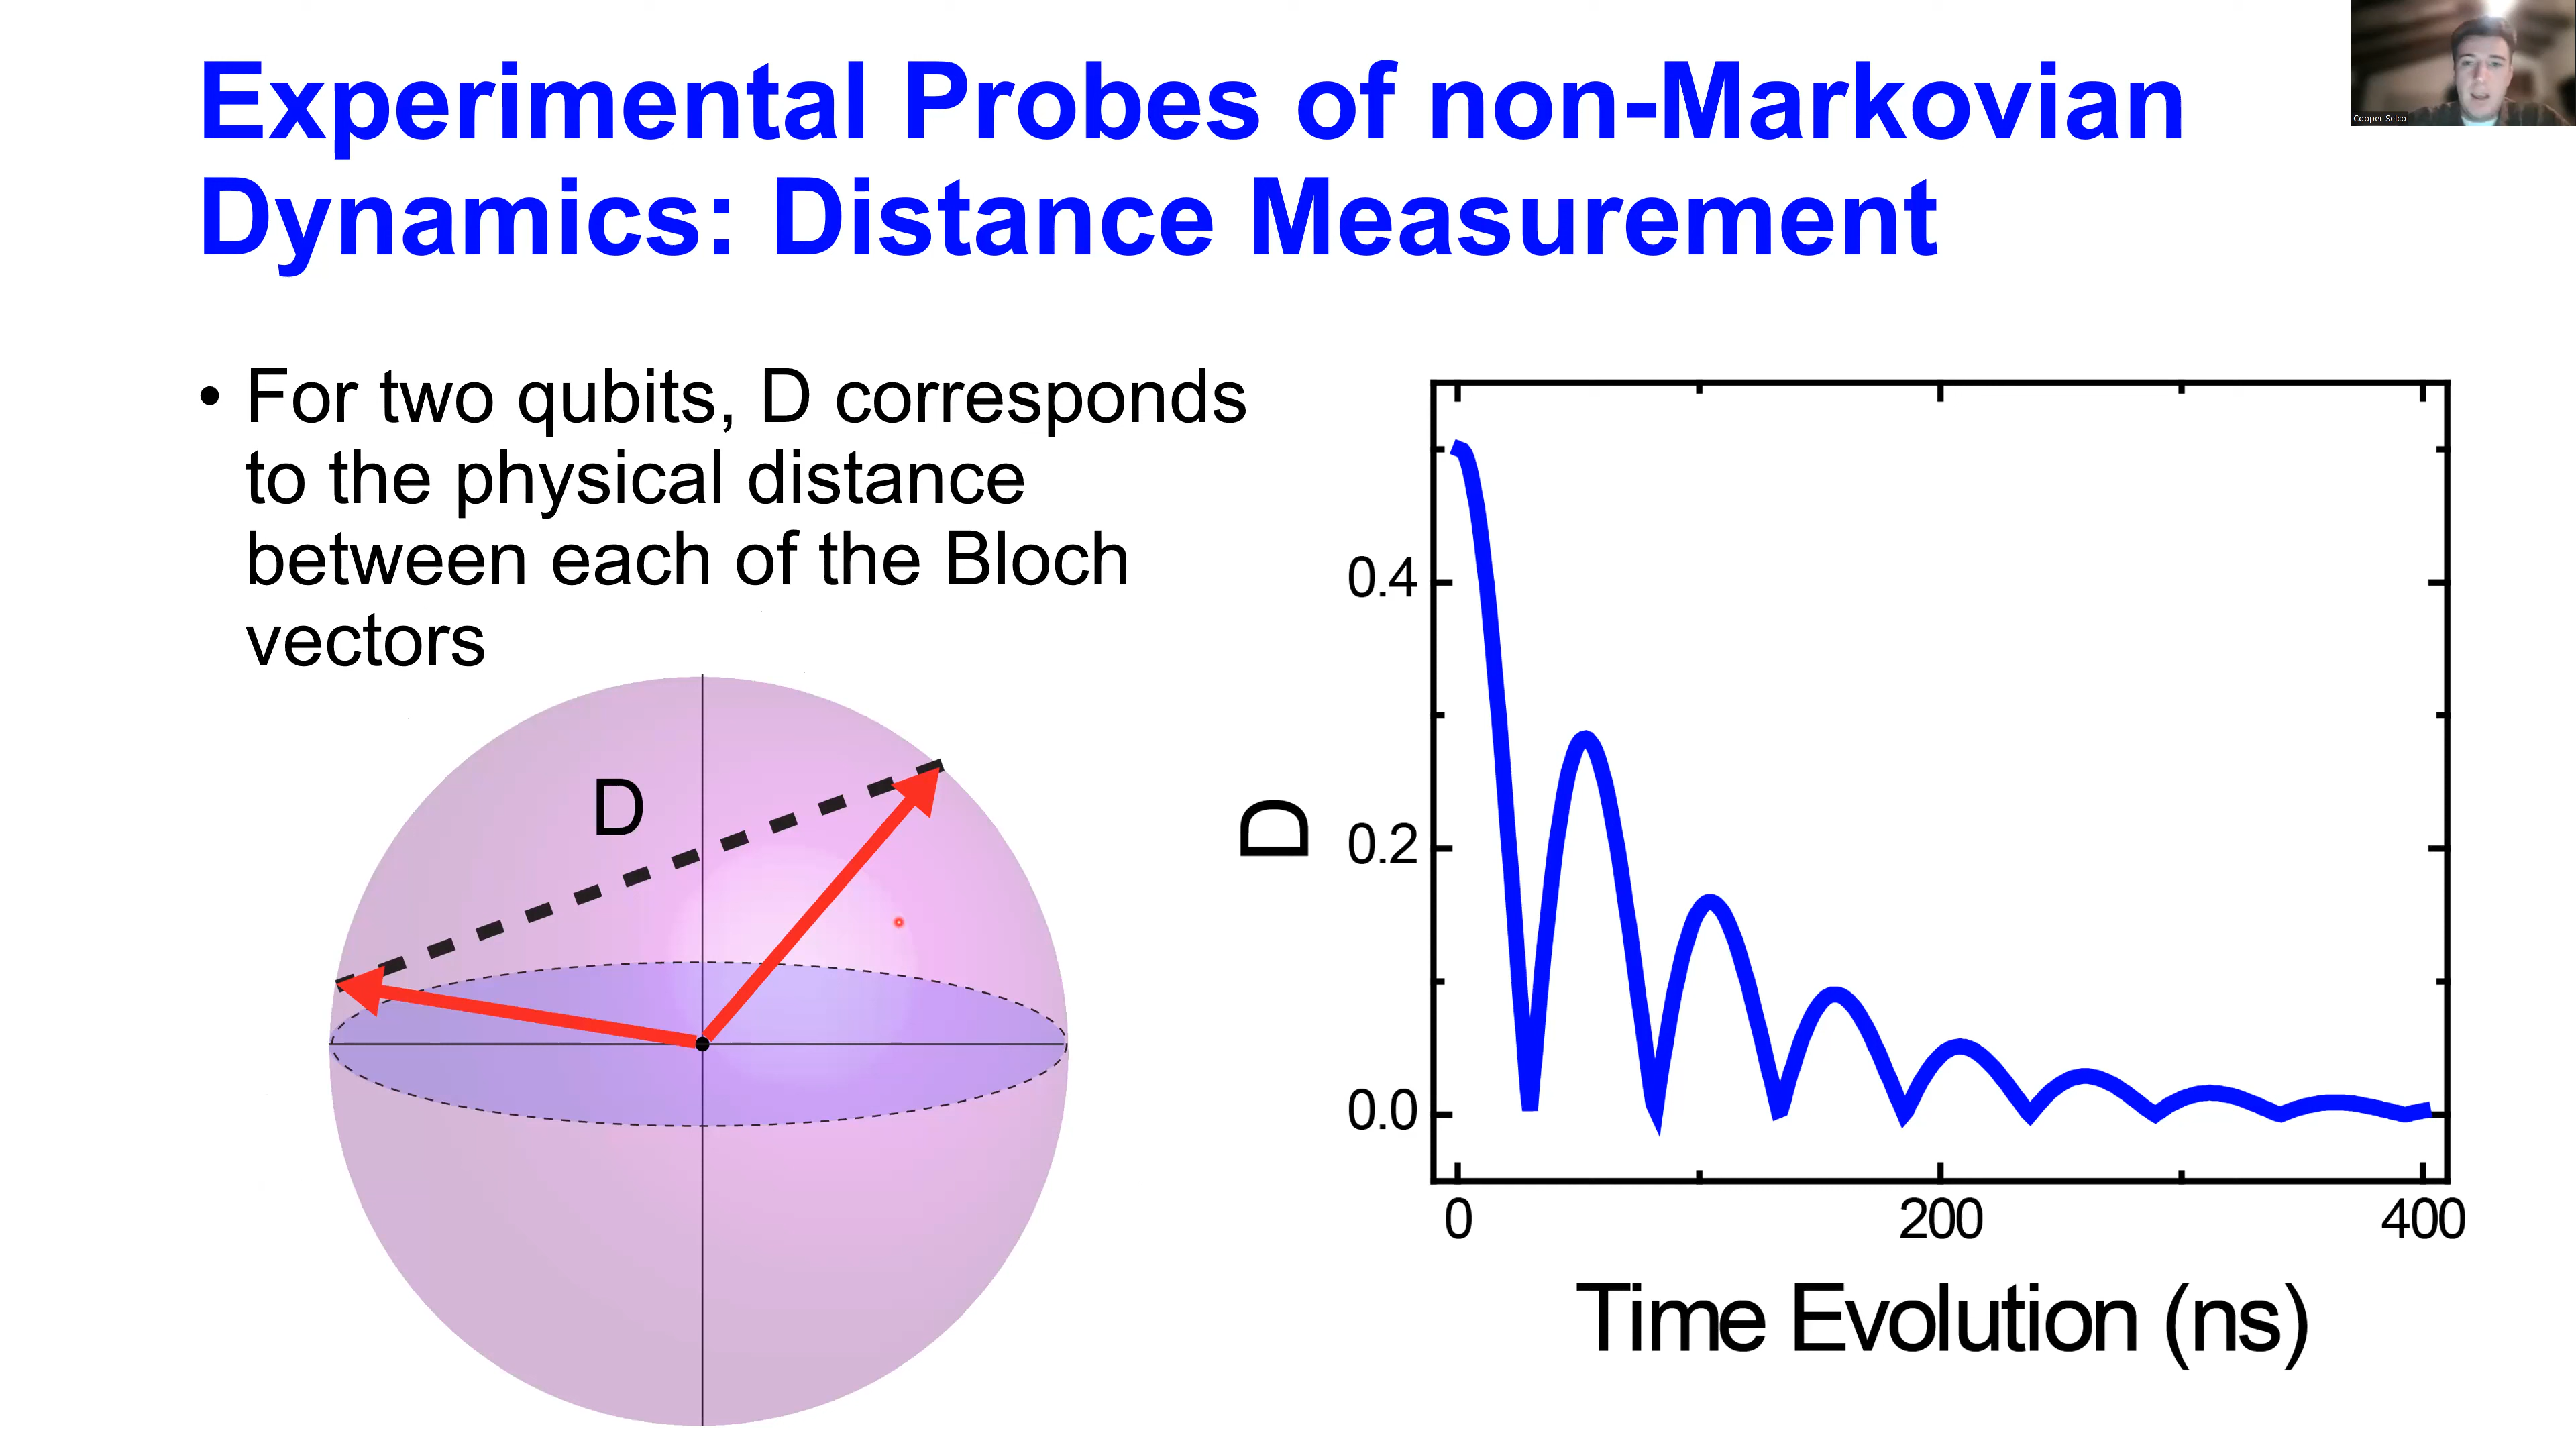 Experimental Probes of non-Markovian
Dynamics: Distance Measurement
Cooper Selco
• For two qubits, D corresponds
to the physical distance
between each of the Bloch
vectors
D
D
0.4
0.2
0.0
0 200 400
Time Evolution (ns)